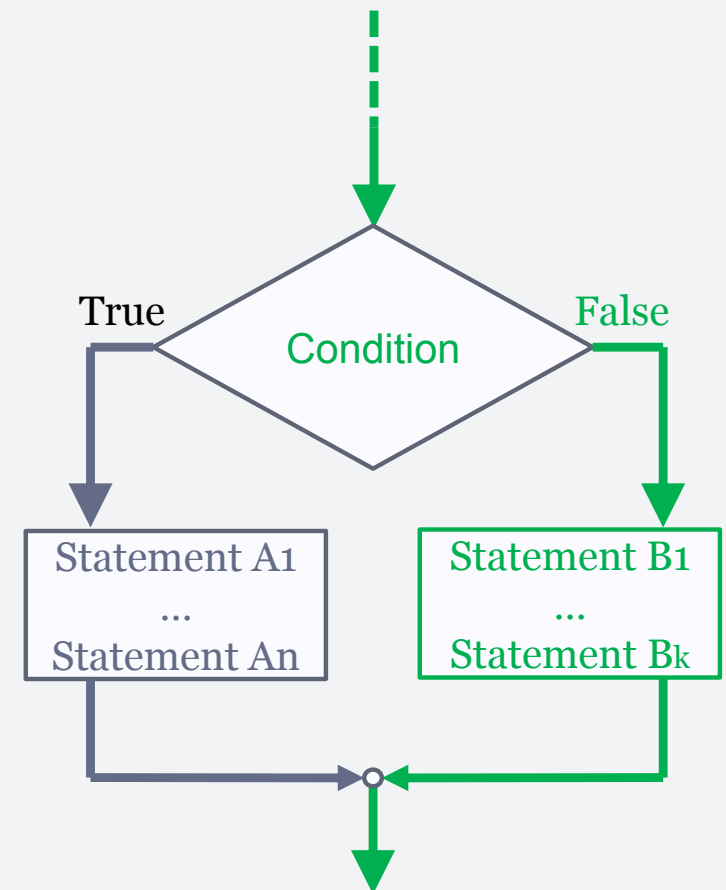 True
False
Condition
Statement A1
...
Statement An
Statement B1
...
Statement Bk